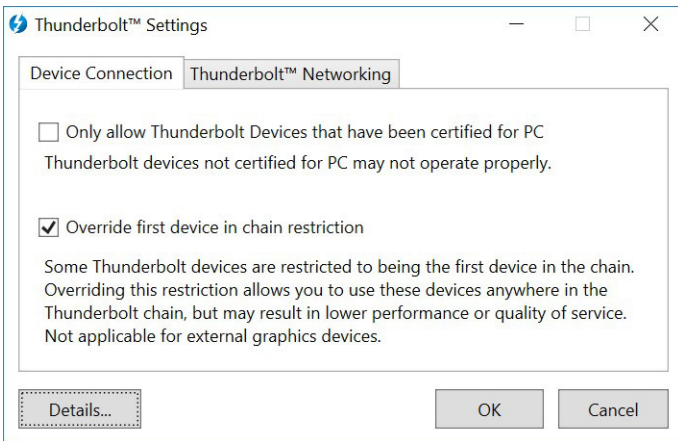 Thunderbolt™ Settings
Device Connection
Thunderbolt™ Networking
Only allow Thunderbolt Devices that have been certified for PC
Thunderbolt devices not certified for PC may not operate properly.
Override first device in chain restriction
Some Thunderbolt devices are restricted to being the first device in the chain.
Overriding this restriction allows you to use these devices anywhere in the
Thunderbolt chain, but may result in lower performance or quality of service.
Not applicable for external graphics devices.
Details...
OK
Cancel